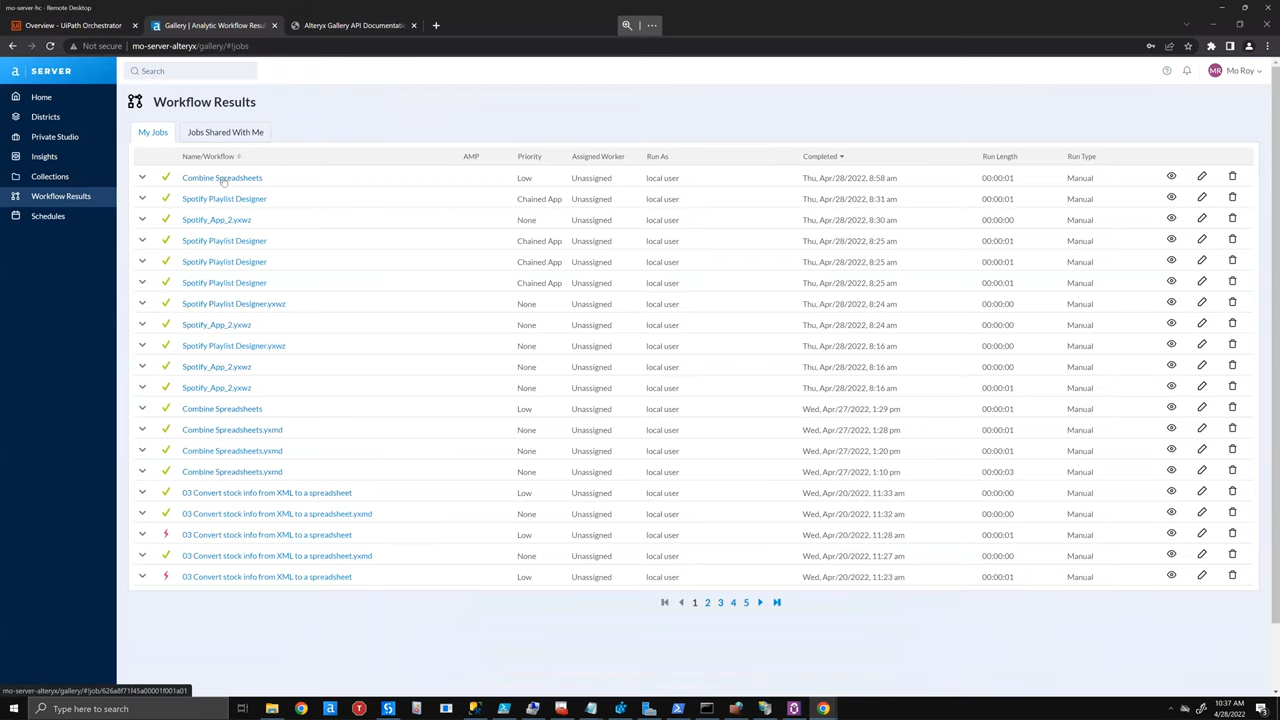 mo-server-hc - Remote Desktop
Overview - UiPath Orchestrator
Gallery | Analytic Workflow Resul
Alteryx Gallery API Documentatio
Not secure mo-server-alteryx/gallery/#!jobs
a SERVER
Search
MR Mo Roy
Home
Districts
Private Studio
Insights
Collections
Workflow Results
Schedules
Workflow Results
My Jobs Jobs Shared With Me
Name/Workflow AMP Priority Assigned Worker Run As Completed Run Length Run Type
Combine Spreadsheets Low Unassigned local user Thu, Apr/28/2022, 8:58 am 00:00:01 Manual
Spotify Playlist Designer Chained App Unassigned local user Thu, Apr/28/2022, 8:31 am 00:00:01 Manual
Spotify_App_2.yxwz None Unassigned local user Thu, Apr/28/2022, 8:30 am 00:00:00 Manual
Spotify Playlist Designer Chained App Unassigned local user Thu, Apr/28/2022, 8:25 am 00:00:01 Manual
Spotify Playlist Designer Chained App Unassigned local user Thu, Apr/28/2022, 8:25 am 00:00:01 Manual
Spotify Playlist Designer Chained App Unassigned local user Thu, Apr/28/2022, 8:25 am 00:00:01 Manual
Spotify Playlist Designer.yxwz None Unassigned local user Thu, Apr/28/2022, 8:24 am 00:00:00 Manual
Spotify_App_2.yxwz None Unassigned local user Thu, Apr/28/2022, 8:24 am 00:00:01 Manual
Spotify Playlist Designer.yxwz None Unassigned local user Thu, Apr/28/2022, 8:16 am 00:00:00 Manual
Spotify_App_2.yxwz None Unassigned local user Thu, Apr/28/2022, 8:16 am 00:00:00 Manual
Spotify_App_2.yxwz None Unassigned local user Thu, Apr/28/2022, 8:16 am 00:00:01 Manual
Combine Spreadsheets Low Unassigned local user Wed, Apr/27/2022, 1:29 pm 00:00:01 Manual
Combine Spreadsheets.yxmd None Unassigned local user Wed, Apr/27/2022, 1:28 pm 00:00:01 Manual
Combine Spreadsheets.yxmd None Unassigned local user Wed, Apr/27/2022, 1:20 pm 00:00:01 Manual
Combine Spreadsheets.yxmd None Unassigned local user Wed, Apr/27/2022, 1:10 pm 00:00:03 Manual
03 Convert stock info from XML to a spreadsheet Low Unassigned local user Wed, Apr/20/2022, 11:33 am 00:00:00 Manual
03 Convert stock info from XML to a spreadsheet.yxmd None Unassigned local user Wed, Apr/20/2022, 11:32 am 00:00:00 Manual
03 Convert stock info from XML to a spreadsheet Low Unassigned local user Wed, Apr/20/2022, 11:28 am 00:00:01 Manual
03 Convert stock info from XML to a spreadsheet.yxmd None Unassigned local user Wed, Apr/20/2022, 11:27 am 00:00:00 Manual
03 Convert stock info from XML to a spreadsheet Low Unassigned local user Wed, Apr/20/2022, 11:23 am 00:00:01 Manual
1 2 3 4 5
mo-server-alteryx/gallery/#!job/626a8f71f45a00001f001a01
Type here to search
10:37 AM
4/28/2022